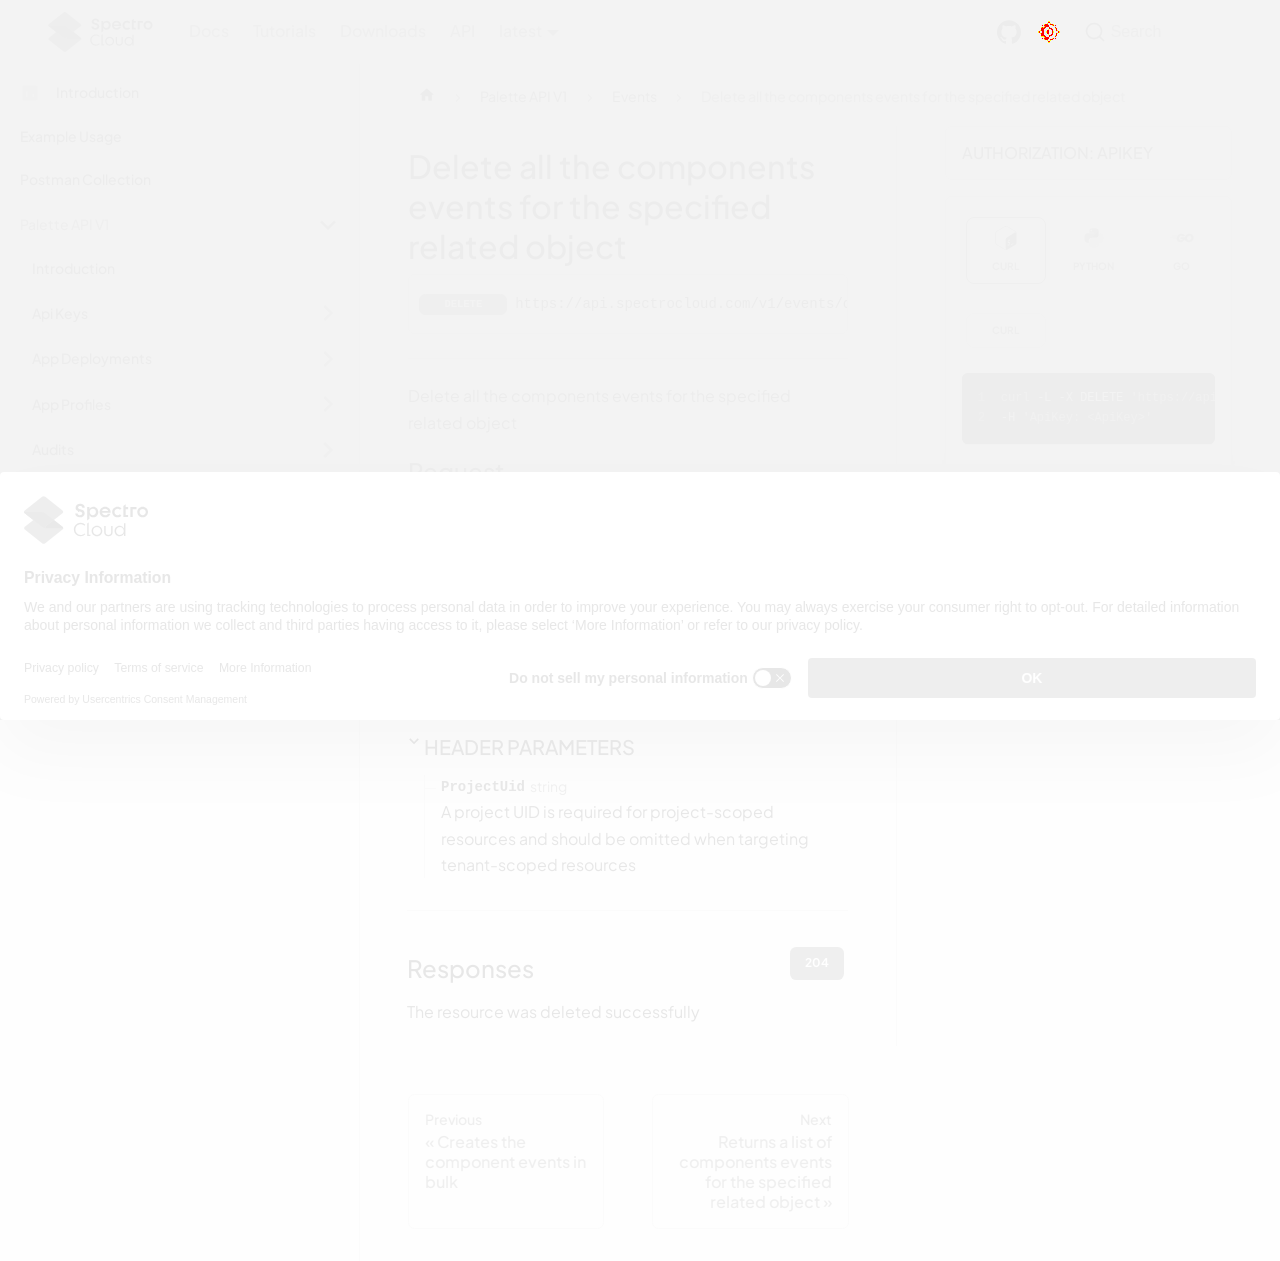 Spectro Cloud
Docs Tutorials Downloads API latest
Search
Introduction
Example Usage
Postman Collection
Palette API V1
Introduction
Api Keys
App Deployments
App Profiles
Audits
Palette API V1
Events
Delete all the components events for the specified related object
Delete all the components
events for the specified
related object
https://api.spectrocloud.com/v1/events/c
Delete all the components events for the specified
related object
Request
AUTHORIZATION: APIKEY
CURL PYTHON GO
CURL
DELETE
Spectro
Cloud
Privacy Information
We and our partners are using tracking technologies to process personal data in order to improve your experience. You may always exercise your consumer right to opt-out. For detailed information
about personal information we collect and third parties having access to it, please select ‘More Information’ or refer to our privacy policy.
Privacy policy Terms of service More Information
Powered by Usercentrics Consent Management
Do not sell my personal information
OK
HEADER PARAMETERS
ProjectUid string
A project UID is required for project-scoped
resources and should be omitted when targeting
tenant-scoped resources
Responses
204
The resource was deleted successfully
Previous
« Creates the
component events in
bulk
Next
Returns a list of
components events
for the specified
related object »